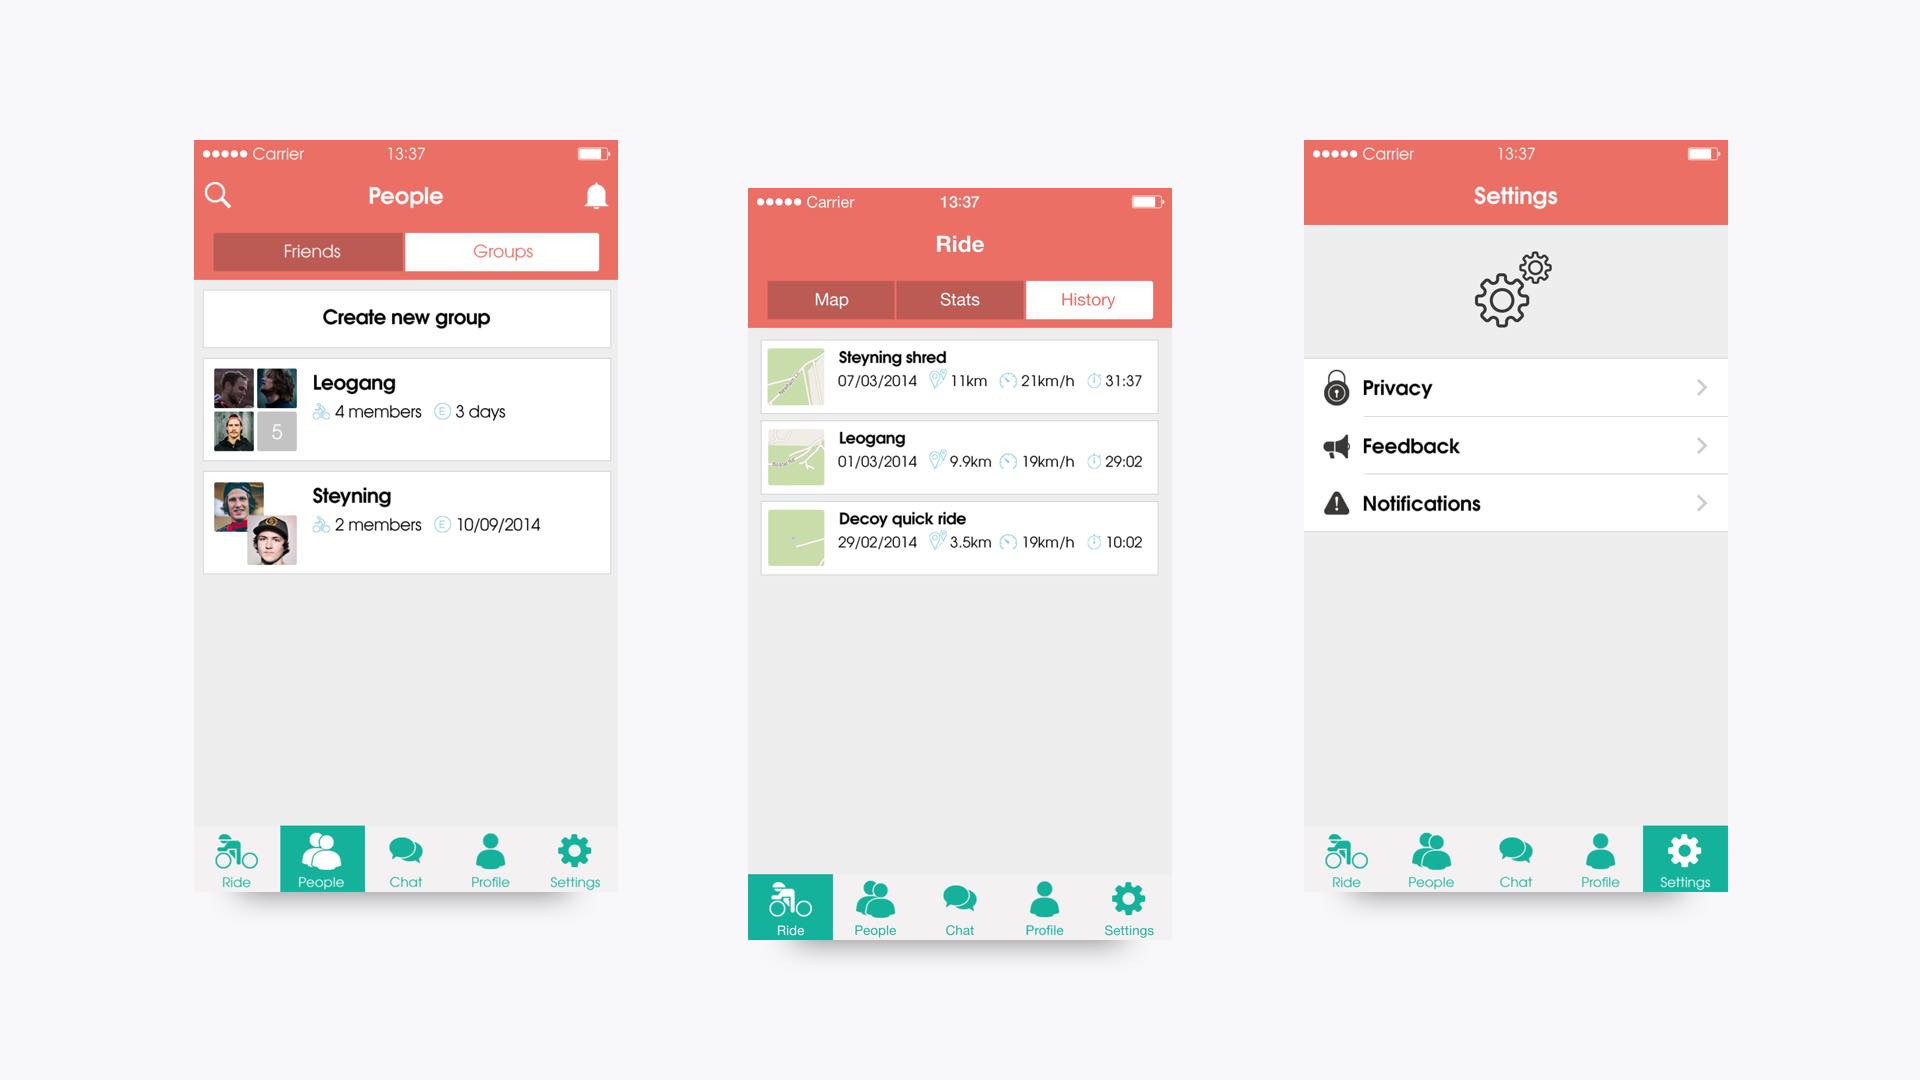 Carrier 13:37
People
Friends Groups
Create new group
Leogang
4 members E 3 days
5
Steyning
2 members E 10/09/2014
Ride People Chat Profile Settings
Carrier 13:37
Ride
Map Stats History
Steyning shred
07/03/2014 11km 21km/h 31:37
Leogang
01/03/2014 9.9km 19km/h 29:02
Decoy quick ride
29/02/2014 3.5km 19km/h 10:02
Ride People Chat Profile Settings
Carrier 13:37
Settings
Privacy
Feedback
Notifications
Ride People Chat Profile Settings